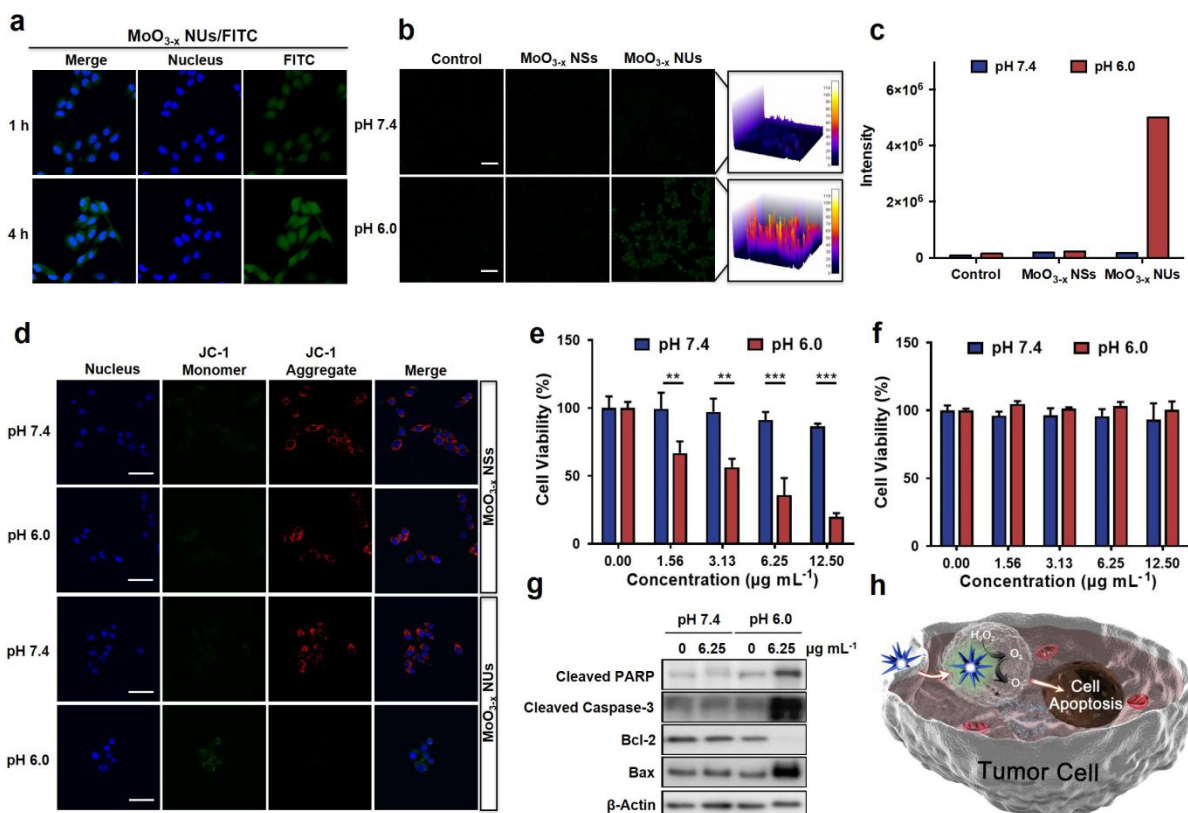 a
MoO3-x NUs/FITC
Merge Nucleus FITC
1 h
4 h
b
Control MoO3-x NSs MoO3-x NUs
pH 7.4
pH 6.0
c
pH 7.4 pH 6.0
Intensity
6×10⁶
4×10⁶
2×10⁶
0
Control MoO3-x NSs MoO3-x NUs
d
Nucleus JC-1 Monomer JC-1 Aggregate Merge
pH 7.4
pH 6.0
MoO3-x NSs
pH 7.4
pH 6.0
MoO3-x NUs
e
pH 7.4 pH 6.0
Cell Viability (%)
150
100
50
0
** ** *** ***
0.00 1.56 3.13 6.25 12.50
Concentration (µg mL⁻¹)
f
pH 7.4 pH 6.0
Cell Viability (%)
150
100
50
0
0.00 1.56 3.13 6.25 12.50
Concentration (µg mL⁻¹)
g
pH 7.4 pH 6.0
0 6.25 0 6.25 µg mL⁻¹
Cleaved PARP
Cleaved Caspase-3
Bcl-2
Bax
β-Actin
h
H2O2
O2
Cell
Apoptosis
Tumor Cell